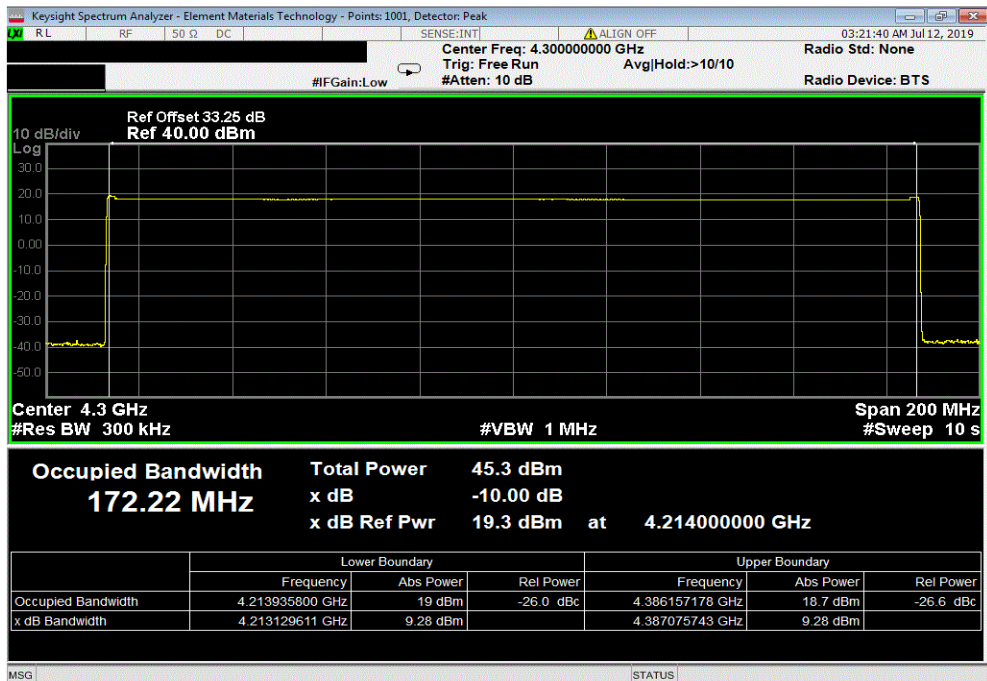 Keysight Spectrum Analyzer - Element Materials Technology - Points: 1001, Detector: Peak
LXI RL RF 50 Ω DC SENSE:INT ALIGN OFF 03:21:40 AM Jul 12, 2019
Center Freq: 4.300000000 GHz Radio Std: None
Trig: Free Run Avg|Hold:>10/10
#IFGain:Low #Atten: 10 dB Radio Device: BTS
Ref Offset 33.25 dB
10 dB/div Ref 40.00 dBm
Log
30.0
20.0
10.0
0.00
-10.0
-20.0
-30.0
-40.0
-50.0
Center 4.3 GHz Span 200 MHz
#Res BW 300 kHz #VBW 1 MHz #Sweep 10 s
Occupied Bandwidth Total Power 45.3 dBm
172.22 MHz x dB -10.00 dB
x dB Ref Pwr 19.3 dBm at 4.214000000 GHz
Lower Boundary Upper Boundary
Frequency Abs Power Rel Power Frequency Abs Power Rel Power
Occupied Bandwidth 4.213935800 GHz 19 dBm -26.0 dBc 4.386157178 GHz 18.7 dBm -26.6 dBc
x dB Bandwidth 4.213129611 GHz 9.28 dBm 4.387075743 GHz 9.28 dBm
MSG STATUS